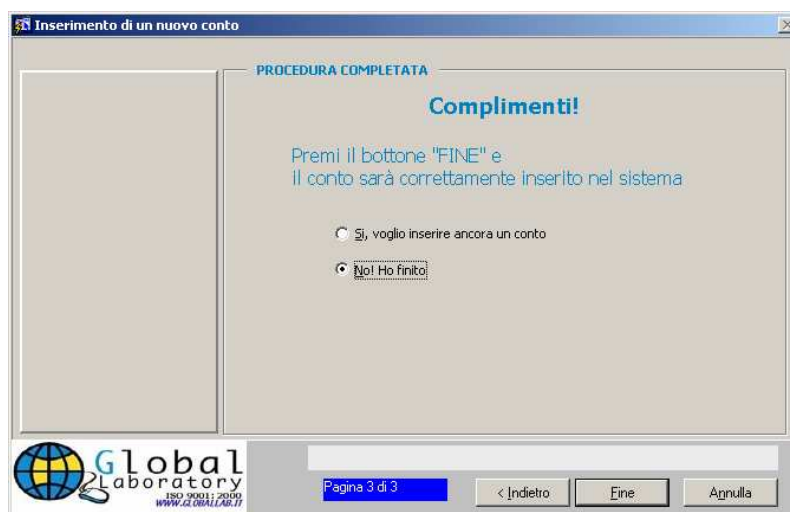 Inserimento di un nuovo conto
PROCEDURA COMPLETATA
Complimenti!
Premi il bottone "FINE" e
il conto sarà correttamente inserito nel sistema
Si, voglio inserire ancora un conto
No! Ho finito
Global
Laboratory
ISO 9001:2000
WWW.GLOBALLAB.IT
Pagina 3 di 3
< Indietro
Fine
Annulla